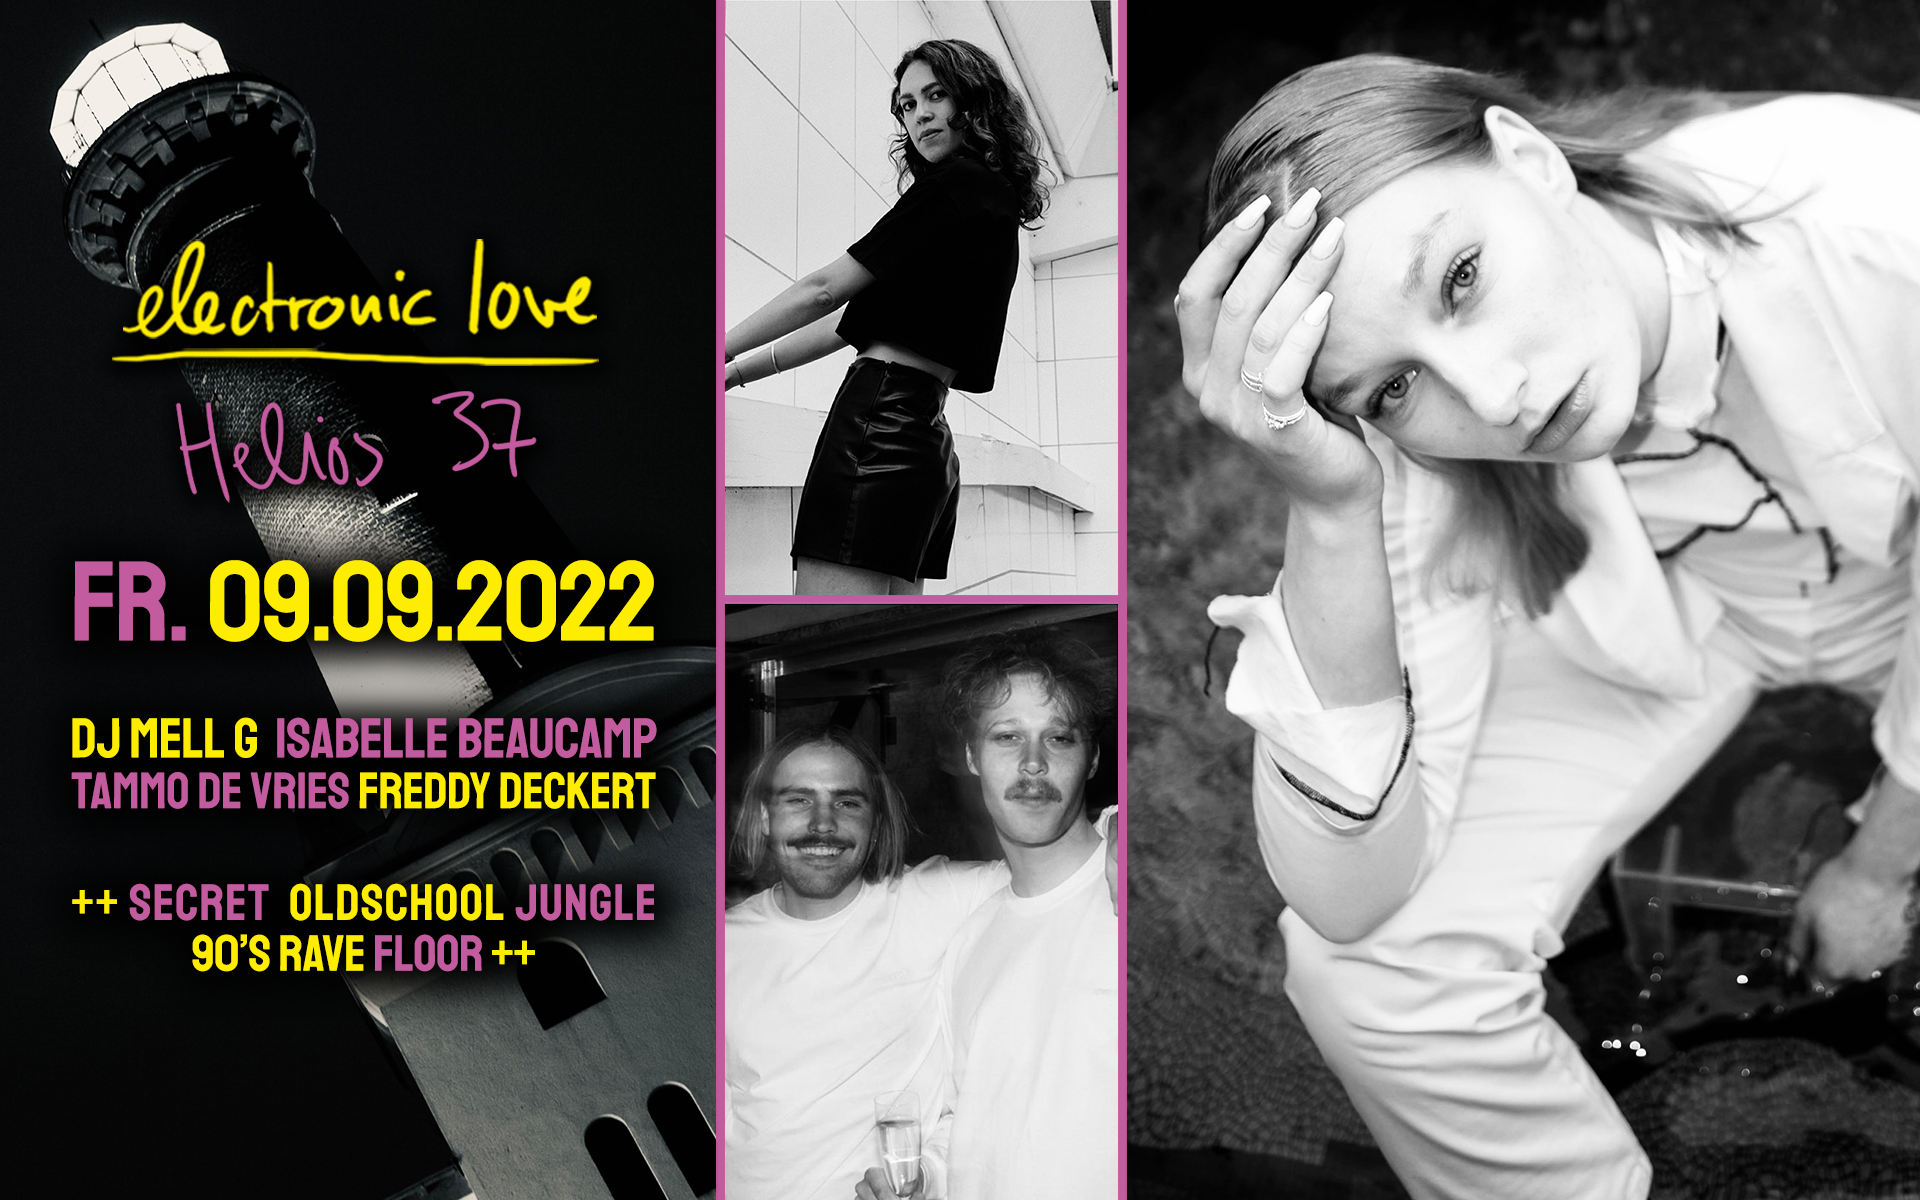 electronic love
Helios 37
FR. 09.09.2022
DJ MELL G ISABELLE BEAUCAMP
TAMMO DE VRIES FREDDY DECKERT
++ SECRET OLDSCHOOL JUNGLE
90'S RAVE FLOOR ++